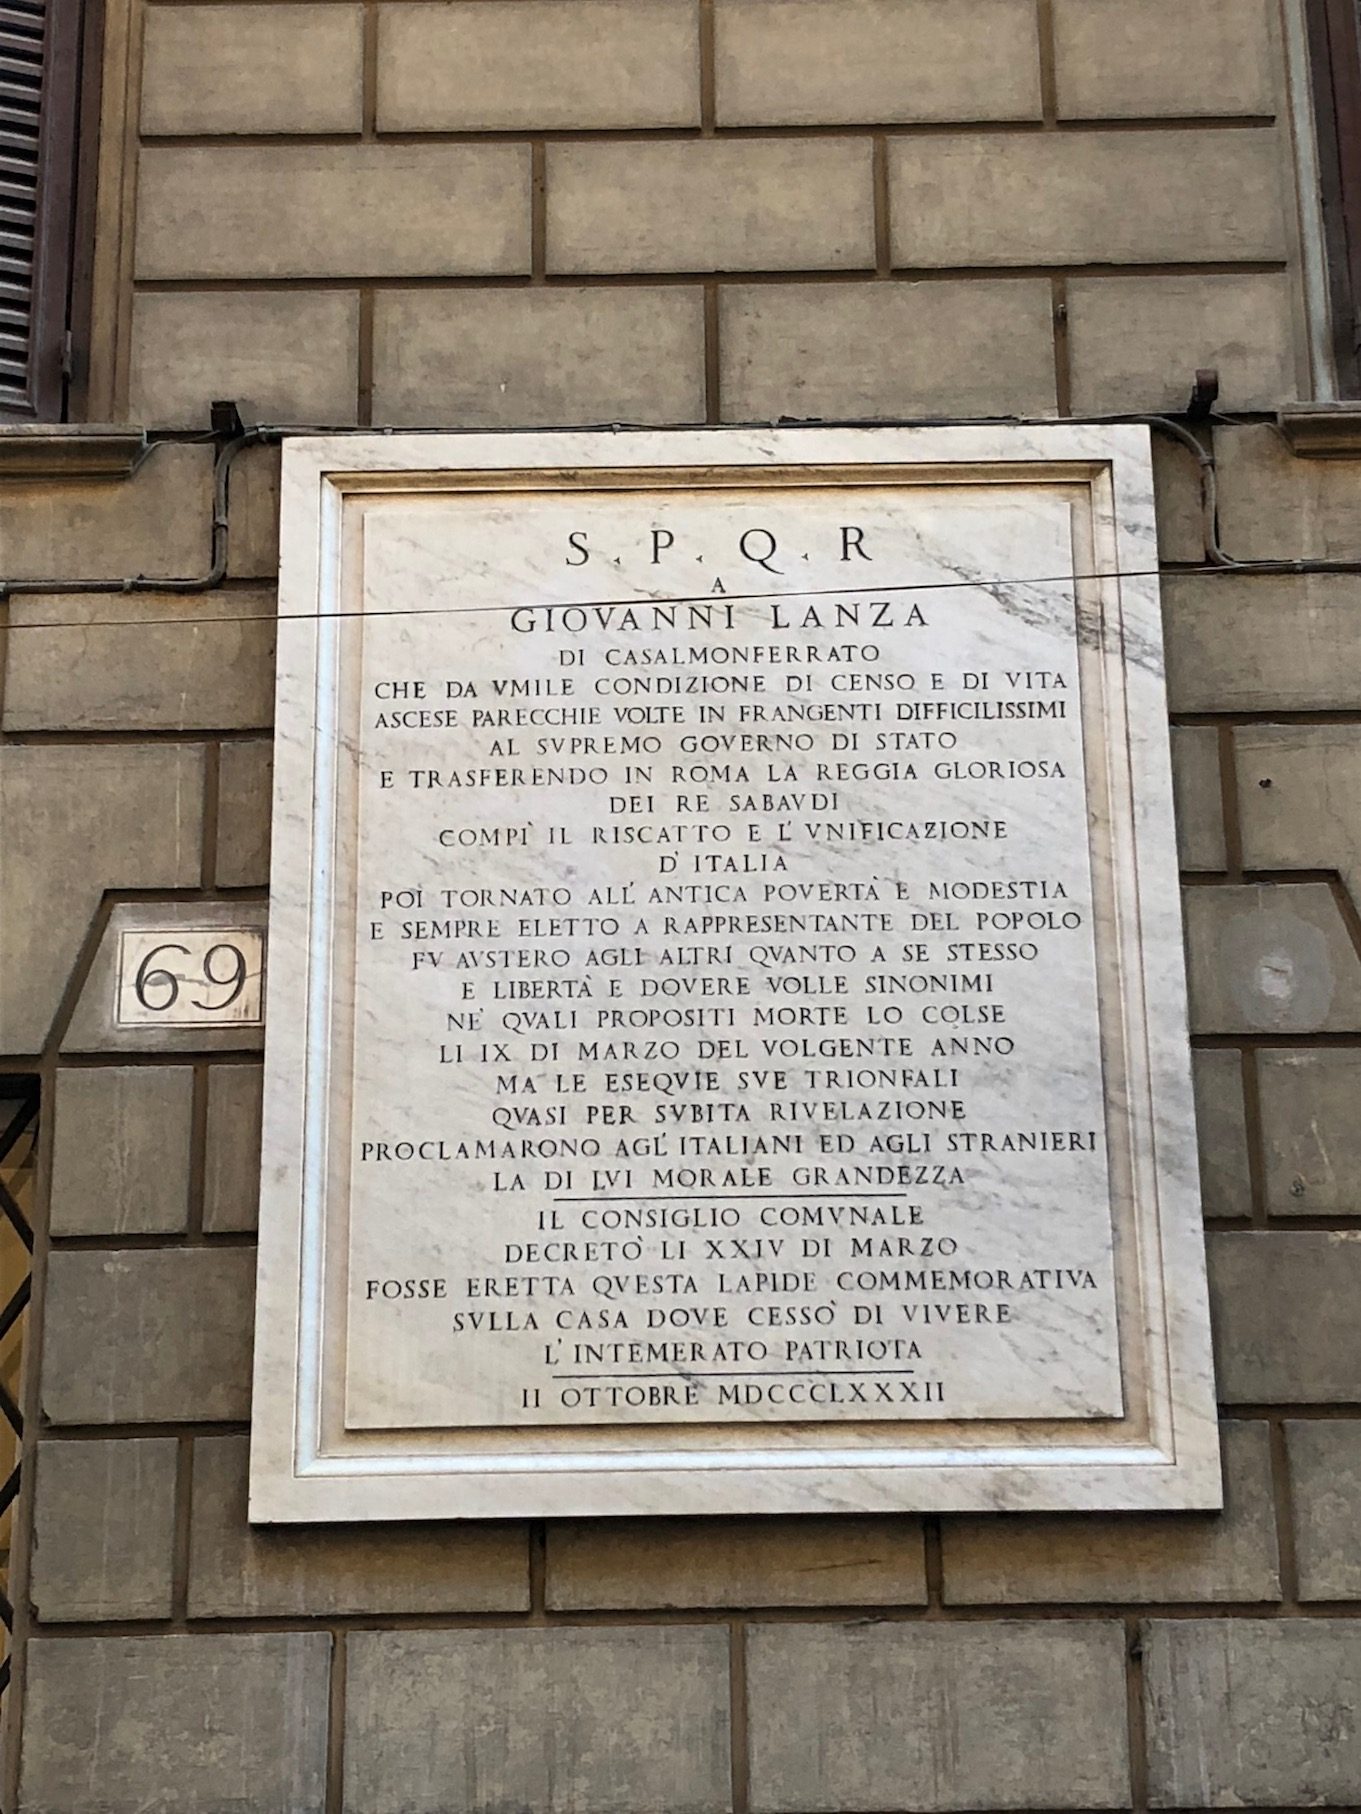 S. P. Q. R
A
GIOVANNI LANZA
DI CASALMONFERRATO
CHE DA VMILE CONDIZIONE DI CENSO E DI VITA
ASCESE PARECCHIE VOLTE IN FRANGENTI DIFFICILISSIMI
AL SVPREMO GOVERNO DI STATO
E TRASFERENDO IN ROMA LA REGGIA GLORIOSA
DEI RE SABAVDI
COMPÌ IL RISCATTO E L'VNIFICAZIONE
D'ITALIA
POI TORNATO ALL'ANTICA POVERTÀ E MODESTIA
E SEMPRE ELETTO A RAPPRESENTANTE DEL POPOLO
FV AVSTERO AGLI ALTRI QVANTO A SE STESSO
E LIBERTÀ E DOVERE VOLLE SINONIMI
NE' QVALI PROPOSITI MORTE LO COLSE
LI IX DI MARZO DEL VOLGENTE ANNO
MA LE ESEQVIE SVE TRIONFALI
QVASI PER SVBITA RIVELAZIONE
PROCLAMARONO AGL'ITALIANI ED AGLI STRANIERI
LA DI LVI MORALE GRANDEZZA
IL CONSIGLIO COMVNALE
DECRETÒ LI XXIV DI MARZO
FOSSE ERETTA QVESTA LAPIDE COMMEMORATIVA
SVLLA CASA DOVE CESSÒ DI VIVERE
L'INTEMERATO PATRIOTA
II OTTOBRE MDCCCLXXXII
69